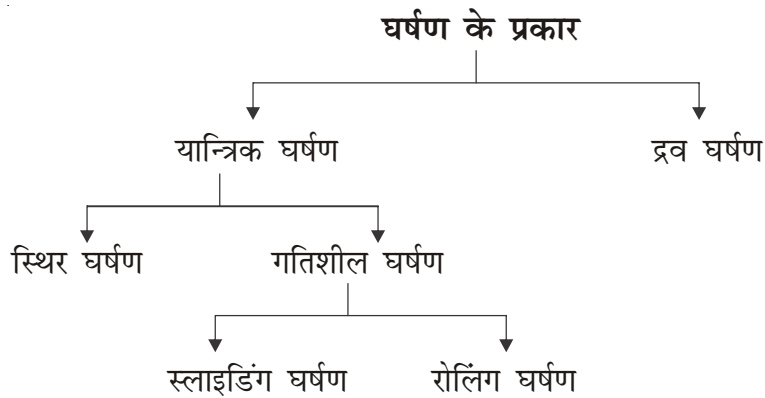 घर्षण के प्रकार
यान्त्रिक घर्षण द्रव घर्षण
स्थिर घर्षण गतिशील घर्षण
स्लाइडिंग घर्षण रोलिंग घर्षण